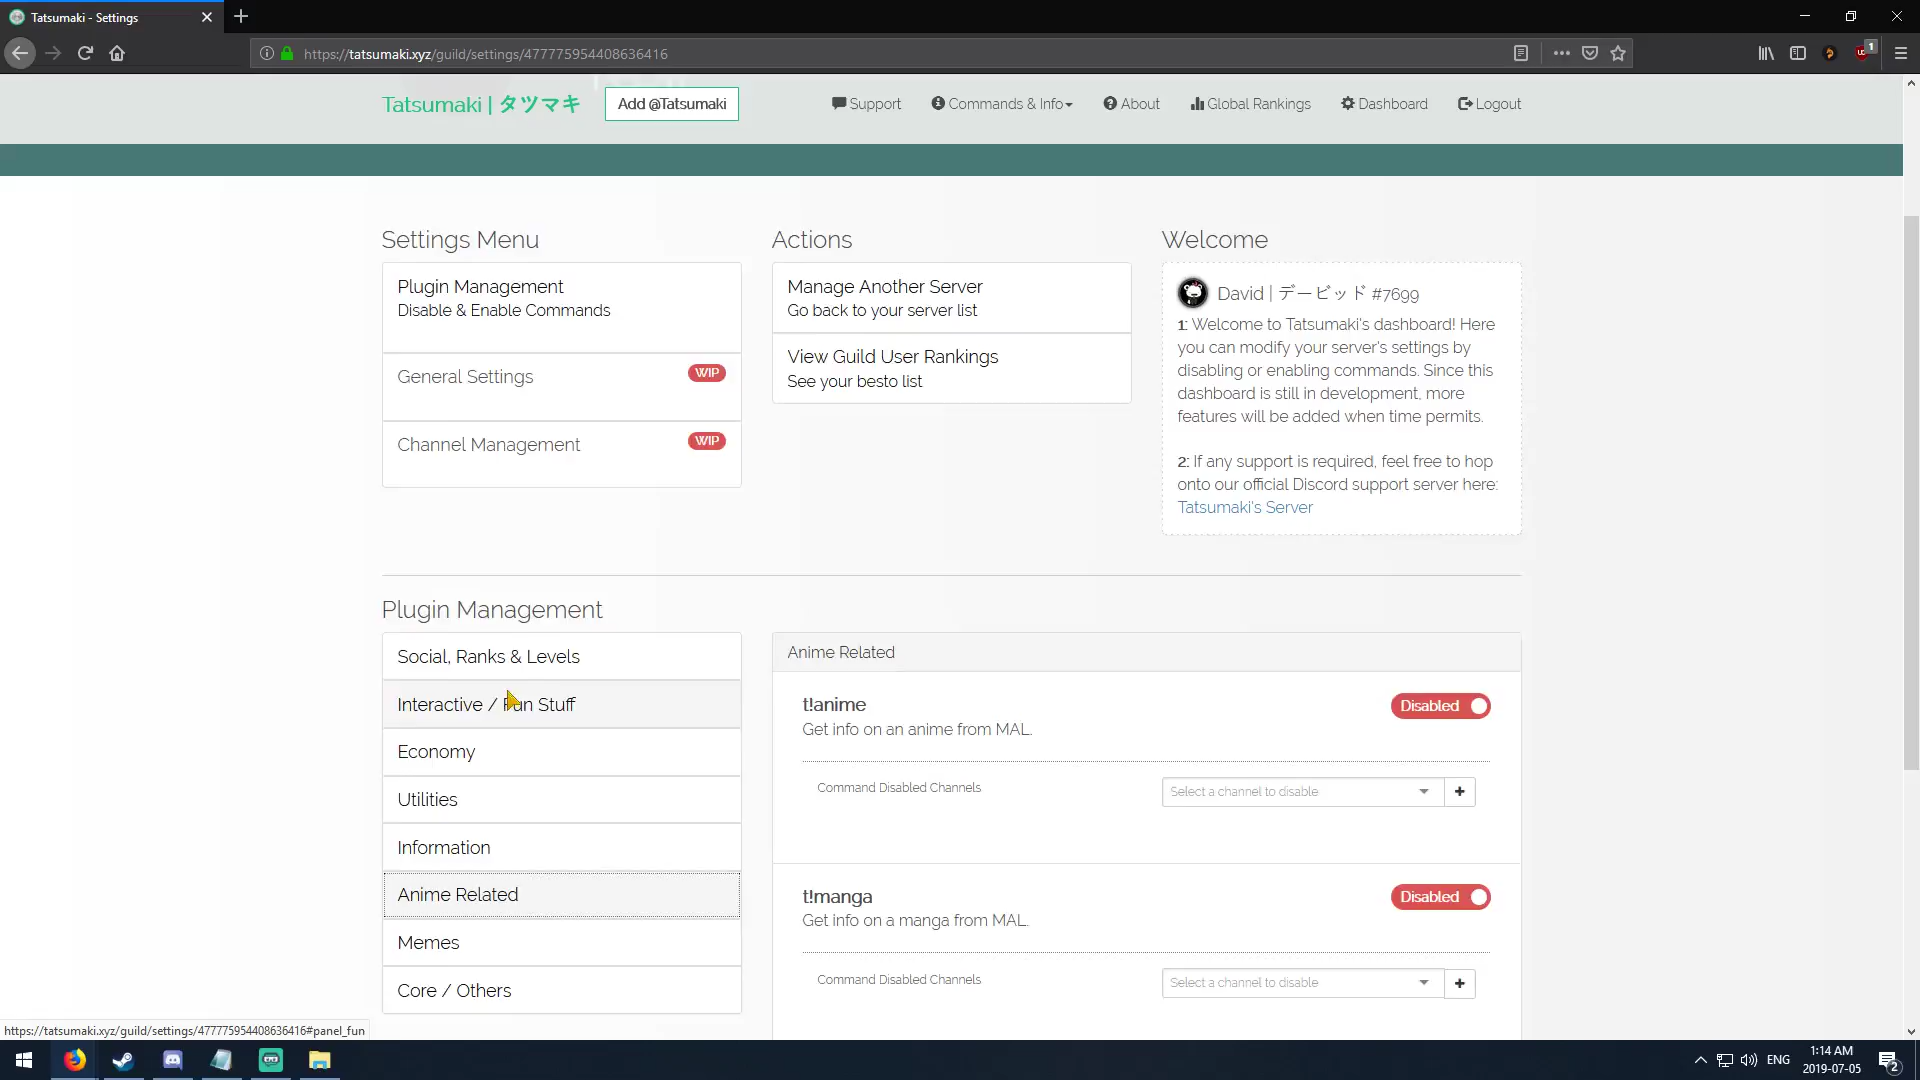 Tatsumaki - Settings
https://tatsumaki.xyz/guild/settings/477775954408636416
1
Tatsumaki | タツマキ
Add @Tatsumaki
Support
Commands & Info
About
Global Rankings
Dashboard
Logout
Settings Menu
Plugin Management
Disable & Enable Commands
General Settings
WIP
Channel Management
WIP
Actions
Manage Another Server
Go back to your server list
View Guild User Rankings
See your besto list
Welcome
David | デービッド #7699
1: Welcome to Tatsumaki's dashboard! Here
you can modify your server's settings by
disabling or enabling commands. Since this
dashboard is still in development, more
features will be added when time permits.
2: If any support is required, feel free to hop
onto our official Discord support server here:
Tatsumaki's Server
Plugin Management
Social, Ranks & Levels
Interactive / Fun Stuff
Economy
Utilities
Information
Anime Related
Memes
Core / Others
Anime Related
t!anime
Disabled
Get info on an anime from MAL.
Command Disabled Channels
Select a channel to disable
t!manga
Disabled
Get info on a manga from MAL.
Command Disabled Channels
Select a channel to disable
https://tatsumaki.xyz/guild/settings/477775954408636416#panel_fun
ENG
1:14 AM
2019-07-05
2